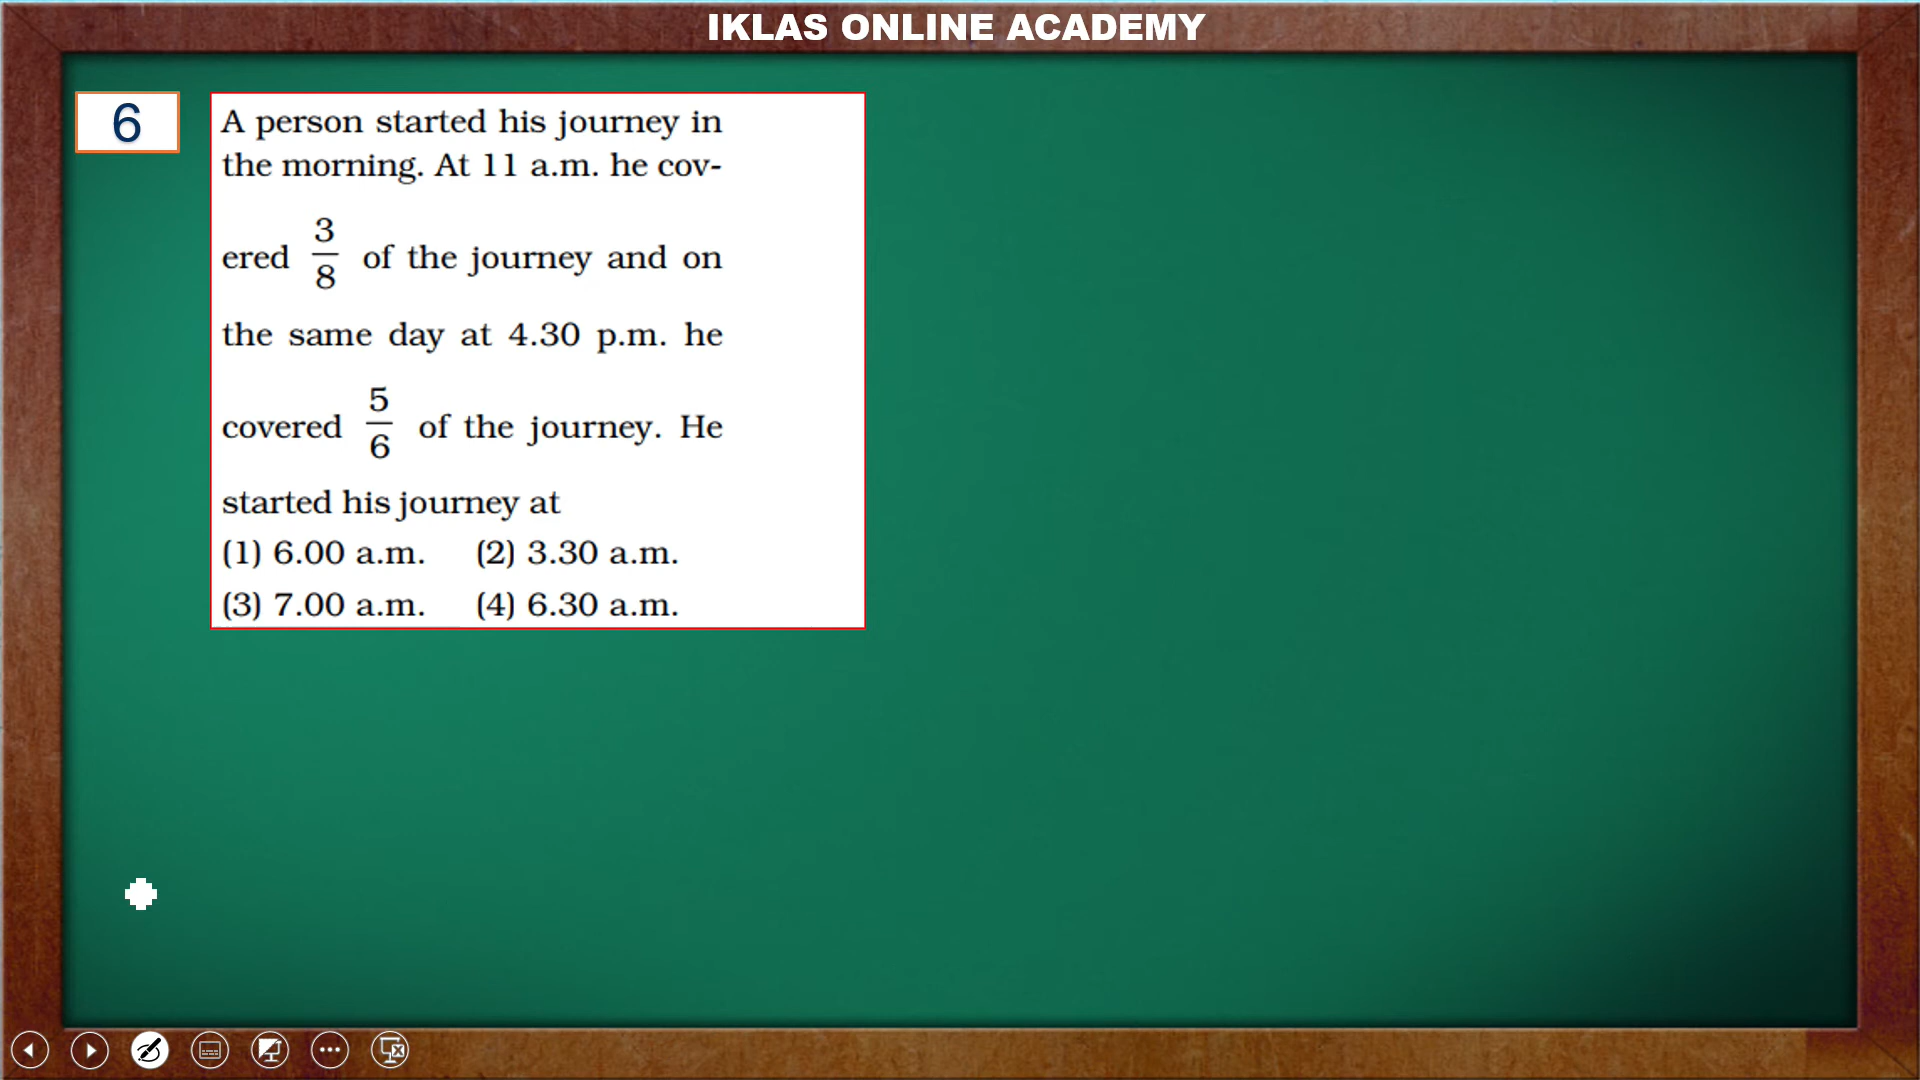 IKLAS ONLINE ACADEMY
6
A person started his journey in
the morning. At 11 a.m. he cov-
ered 3/8 of the journey and on
the same day at 4.30 p.m. he
covered 5/6 of the journey. He
started his journey at
(1) 6.00 a.m. (2) 3.30 a.m.
(3) 7.00 a.m. (4) 6.30 a.m.